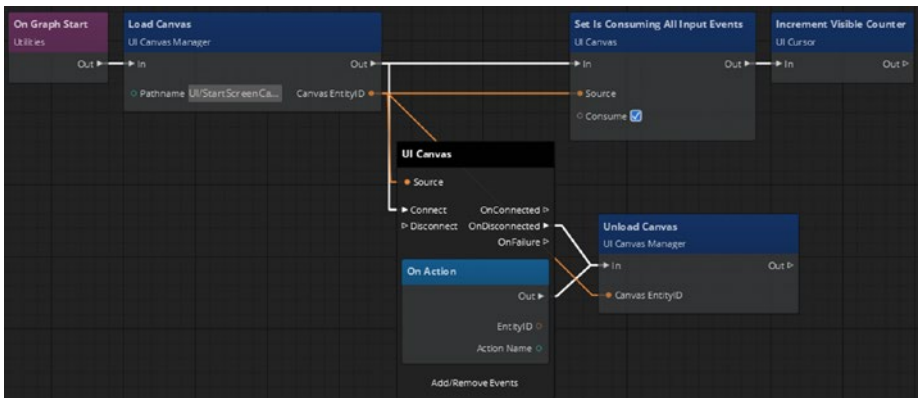 On Graph Start
Utilities
Out
Load Canvas
UI Canvas Manager
In
Out
Pathname UI/StartScreenCa...
Canvas EntityID
Set Is Consuming All Input Events
UI Canvas
In
Out
Source
Consume
Increment Visible Counter
UI Cursor
In
Out
UI Canvas
Source
Connect
OnConnected
Disconnect
OnDisconnected
OnFailure
On Action
Out
EntityID
Action Name
Add/Remove Events
Unload Canvas
UI Canvas Manager
In
Out
Canvas EntityID